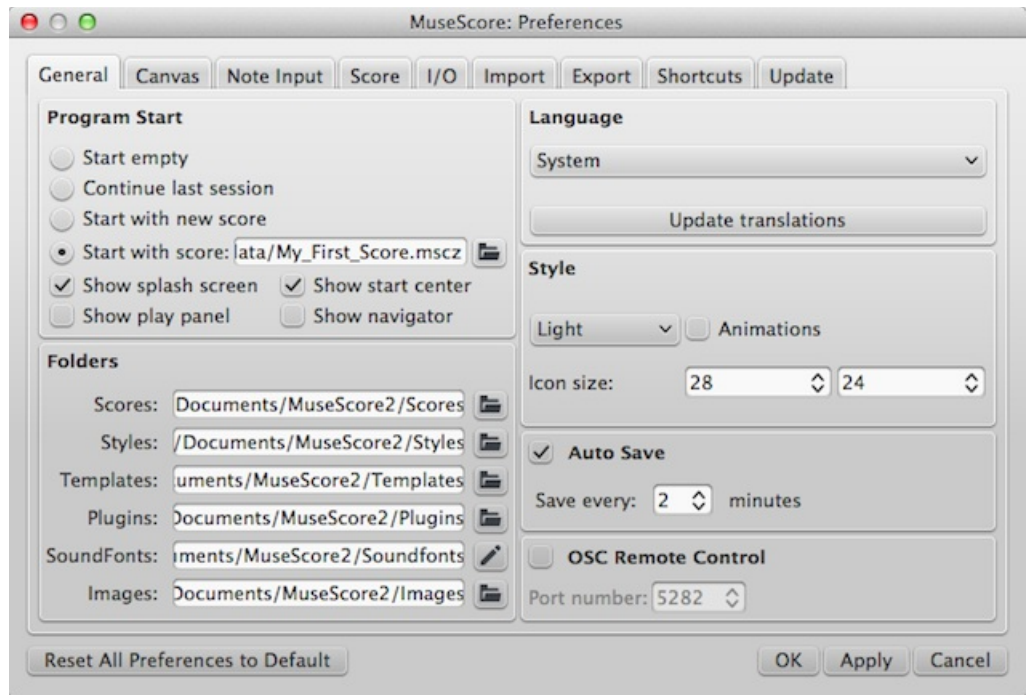 MuseScore: Preferences
General Canvas Note Input Score I/O Import Export Shortcuts Update
Program Start
Start empty
Continue last session
Start with new score
Start with score: lata/My_First_Score.mscz
Show splash screen Show start center
Show play panel Show navigator
Folders
Scores: Documents/MuseScore2/Scores
Styles: /Documents/MuseScore2/Styles
Templates: uments/MuseScore2/Templates
Plugins: Documents/MuseScore2/Plugins
SoundFonts: uments/MuseScore2/Soundfonts
Images: Documents/MuseScore2/Images
Language
System
Update translations
Style
Light Animations
Icon size: 28 24
Auto Save
Save every: 2 minutes
OSC Remote Control
Port number: 5282
Reset All Preferences to Default OK Apply Cancel